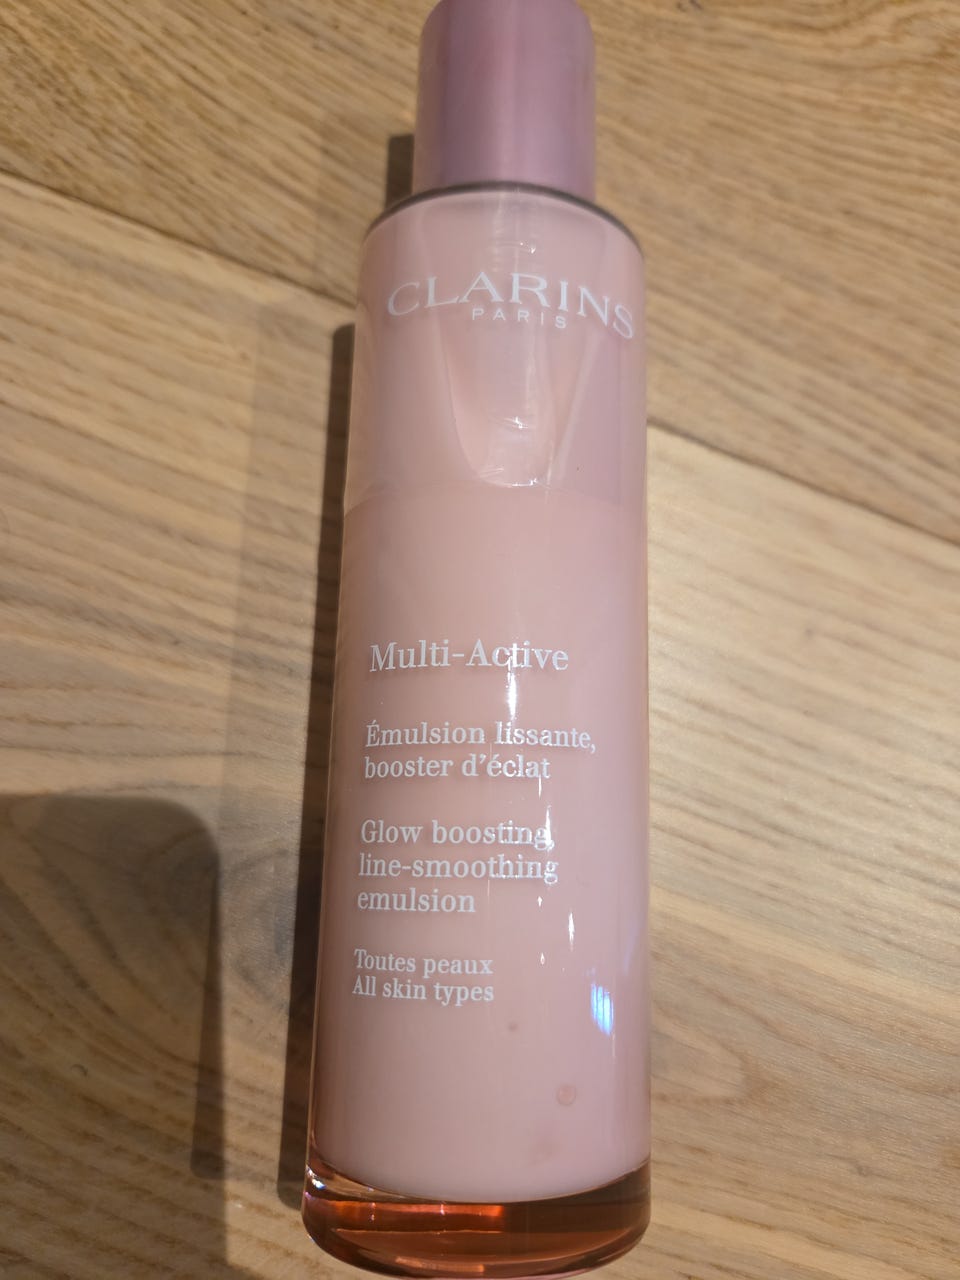 CLARINS
PARIS
Multi-Active
Émulsion lissante,
booster d'éclat
Glow boosting,
line-smoothing
emulsion
Toutes peaux
All skin types